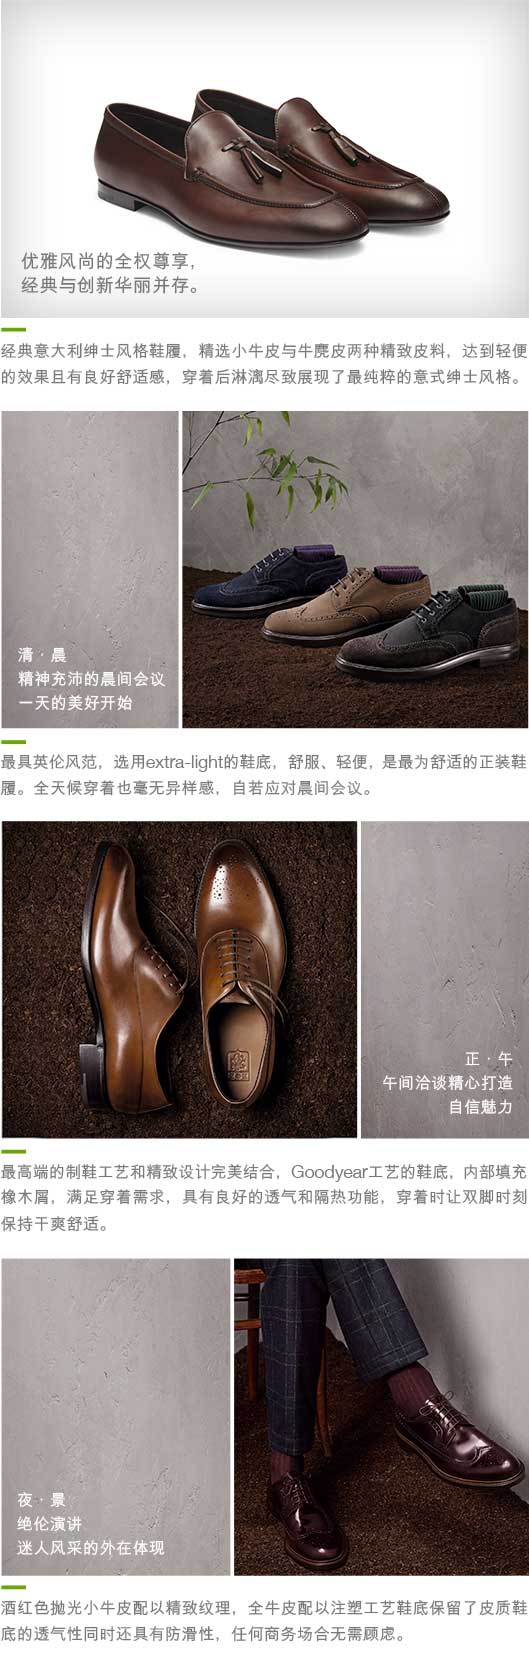 优雅风尚的全权尊享,
经典与创新华丽并存。
经典意大利绅士风格鞋履，精选小牛皮与牛麂皮两种精致皮料，达到轻便
的效果且有良好舒适感，穿着后淋漓尽致展现了最纯粹的意式绅士风格。
清·晨
精神充沛的晨间会议
一天的美好开始
最具英伦风范，选用extra-light的鞋底，舒服、轻便，是最为舒适的正装鞋
履。全天候穿着也毫无异样感，自若应对晨间会议。
正·午
午间洽谈精心打造
自信魅力
最高端的制鞋工艺和精致设计完美结合，Goodyear工艺的鞋底，内部填充
橡木屑，满足穿着需求，具有良好的透气和隔热功能，穿着时让双脚时刻
保持干爽舒适。
夜·景
绝伦演讲
迷人风采的外在体现
酒红色抛光小牛皮配以精致纹理，全牛皮配以注塑工艺鞋底保留了皮质鞋
底的透气性同时还具有防滑性，任何商务场合无需顾虑。